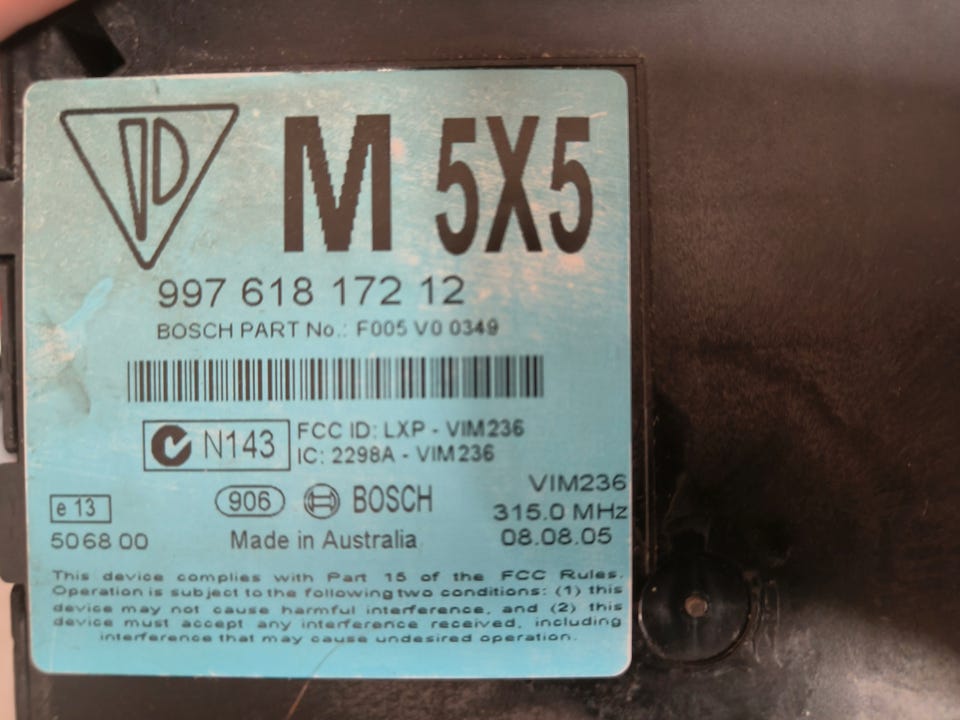 M 5X5
997 618 172 12
BOSCH PART No.: F005 V0 0349
N143
FCC ID: LXP - VIM236
IC: 2298A - VIM236
e 13
506800
906
BOSCH
Made in Australia
VIM236
315.0 MHz
08.08.05
This device complies with Part 15 of the FCC Rules.
Operation is subject to the following two conditions: (1) this
device may not cause harmful interference, and (2) this
device must accept any interference received, including
interference that may cause undesired operation.